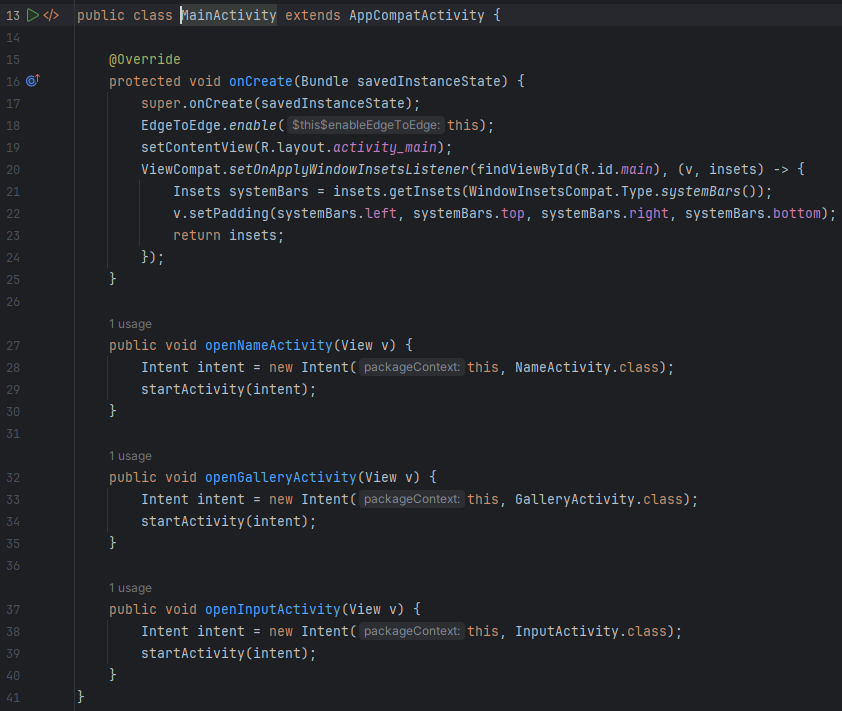 13 public class MainActivity extends AppCompatActivity {
14
15     @Override
16     protected void onCreate(Bundle savedInstanceState) {
17         super.onCreate(savedInstanceState);
18         EdgeToEdge.enable( $this$enableEdgeToEdge: this);
19         setContentView(R.layout.activity_main);
20         ViewCompat.setOnApplyWindowInsetsListener(findViewById(R.id.main), (v, insets) -> {
21             Insets systemBars = insets.getInsets(WindowInsetsCompat.Type.systemBars());
22             v.setPadding(systemBars.left, systemBars.top, systemBars.right, systemBars.bottom);
23             return insets;
24         });
25     }
26
1 usage
27     public void openNameActivity(View v) {
28         Intent intent = new Intent( packageContext: this, NameActivity.class);
29         startActivity(intent);
30     }
31
1 usage
32     public void openGalleryActivity(View v) {
33         Intent intent = new Intent( packageContext: this, GalleryActivity.class);
34         startActivity(intent);
35     }
36
1 usage
37     public void openInputActivity(View v) {
38         Intent intent = new Intent( packageContext: this, InputActivity.class);
39         startActivity(intent);
40     }
41 }